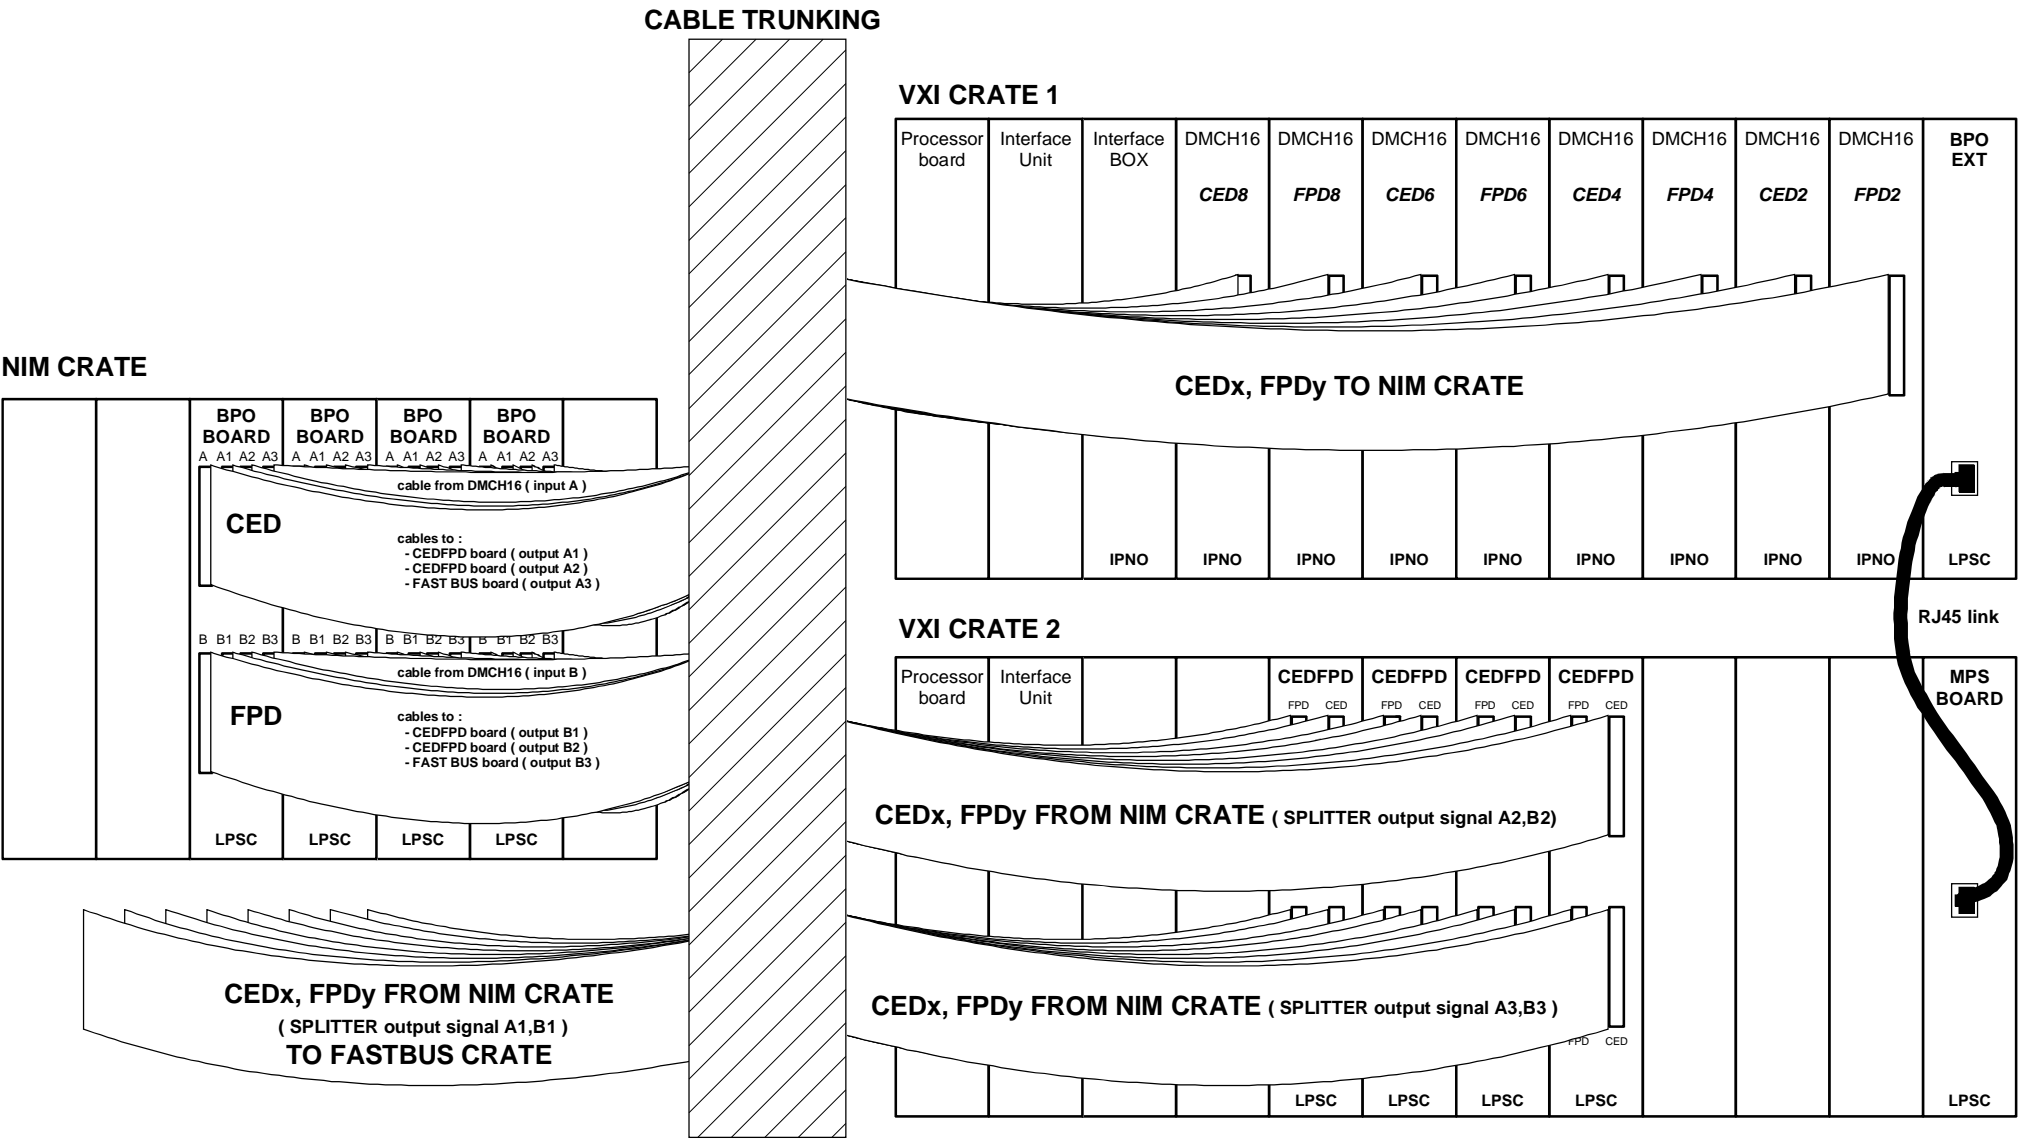 CABLE TRUNKING
VXI CRATE 1
Processor board
Interface Unit
Interface BOX
DMCH16 DMCH16 DMCH16 DMCH16 DMCH16 DMCH16 DMCH16 DMCH16
BPO EXT
CED8 FPD8 CED6 FPD6 CED4 FPD4 CED2 FPD2
CEDx, FPDy TO NIM CRATE
IPNO IPNO IPNO IPNO IPNO IPNO IPNO IPNO IPNO LPSC
RJ45 link
NIM CRATE
BPO BPO BPO BPO
BOARD BOARD BOARD BOARD
A A1 A2 A3 A A1 A2 A3 A A1 A2 A3 A A1 A2 A3
cable from DMCH16 ( input A )
CED
cables to :
- CEDFPD board ( output A1 )
- CEDFPD board ( output A2 )
- FAST BUS board ( output A3 )
B B1 B2 B3 B B1 B2 B3 B B1 B2 B3 B B1 B2 B3
cable from DMCH16 ( input B )
FPD
cables to :
- CEDFPD board ( output B1 )
- CEDFPD board ( output B2 )
- FAST BUS board ( output B3 )
LPSC LPSC LPSC LPSC
VXI CRATE 2
Processor board
Interface Unit
CEDFPD CEDFPD CEDFPD CEDFPD
MPS BOARD
FPD CED FPD CED FPD CED FPD CED
CEDx, FPDy FROM NIM CRATE ( SPLITTER output signal A2,B2)
CEDx, FPDy FROM NIM CRATE ( SPLITTER output signal A3,B3 )
FPD CED
LPSC LPSC LPSC LPSC LPSC
CEDx, FPDy FROM NIM CRATE
( SPLITTER output signal A1,B1 )
TO FASTBUS CRATE